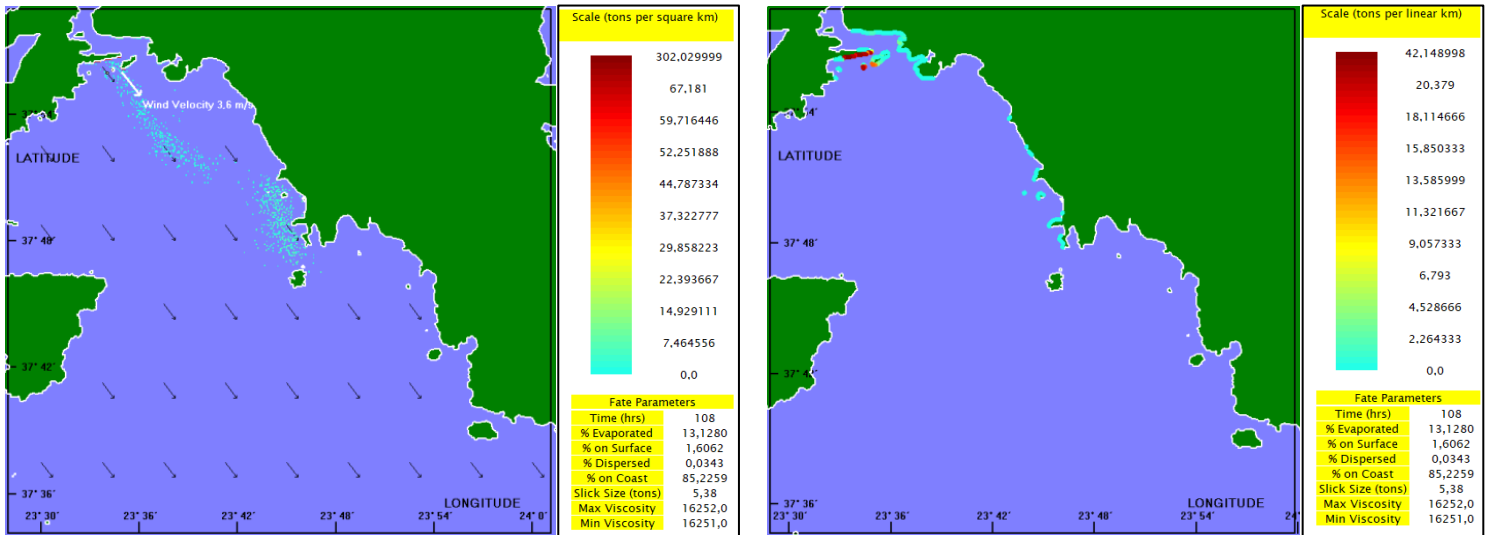 Scale (tons per square km)
302,029999
67,181
59,716446
52,251888
44,787334
37,322777
29,858223
22,393667
14,929111
7,464556
0,0
Wind Velocity 3,6 m/s
LATITUDE
37° 48'
37° 42'
37° 36'
LONGITUDE
23° 30' 23° 36' 23° 42' 23° 48' 23° 54' 24° 0'
Fate Parameters
Time (hrs) 108
% Evaporated 13,1280
% on Surface 1,6062
% Dispersed 0,0343
% on Coast 85,2259
Slick Size (tons) 5,38
Max Viscosity 16252,0
Min Viscosity 16251,0
Scale (tons per linear km)
42,148998
20,379
18,114666
15,850333
13,585999
11,321667
9,057333
6,793
4,528666
2,264333
0,0
LATITUDE
37° 48'
37° 36'
LONGITUDE
23° 30' 23° 36' 23° 42' 23° 48' 23° 54'
Fate Parameters
Time (hrs) 108
% Evaporated 13,1280
% on Surface 1,6062
% Dispersed 0,0343
% on Coast 85,2259
Slick Size (tons) 5,38
Max Viscosity 16252,0
Min Viscosity 16251,0